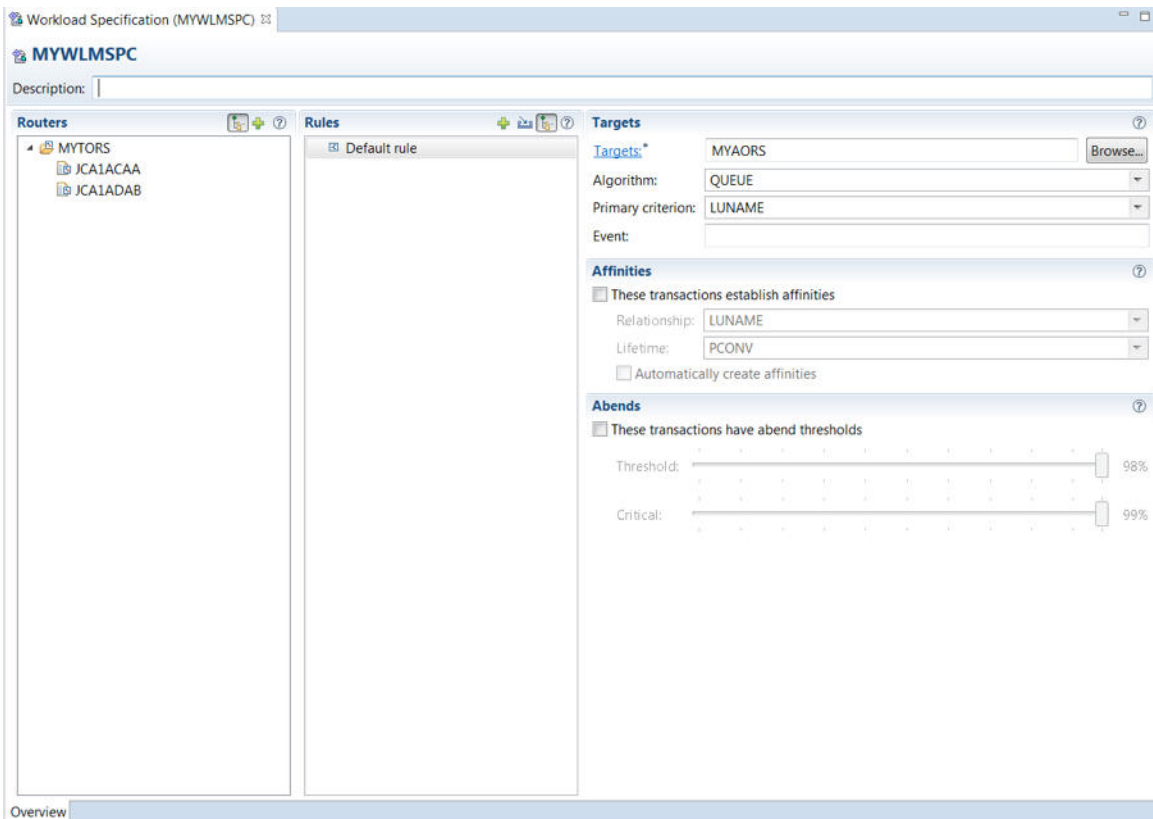 Workload Specification (MYWLMSPC)
MYWLMSPC
Description:
Routers
MYTORS
JCA1ACAA
JCA1ADAB
Rules
Default rule
Targets
Targets:* MYAORS Browse...
Algorithm: QUEUE
Primary criterion: LUNAME
Event:
Affinities
These transactions establish affinities
Relationship: LUNAME
Lifetime: PCONV
Automatically create affinities
Abends
These transactions have abend thresholds
Threshold: 98%
Critical: 99%
Overview